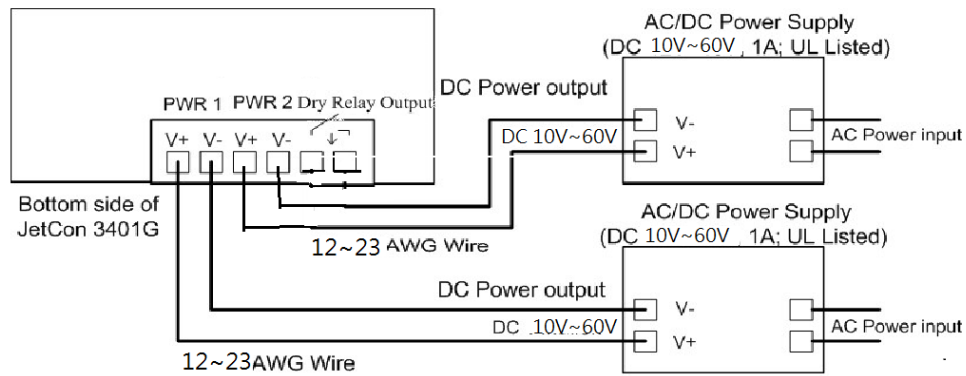 AC/DC Power Supply
(DC 10V~60V , 1A; UL Listed)
DC Power output
PWR 1 PWR 2 Dry Relay Output
V+ V- V+ V-
DC 10V~60V
V-
V+
AC Power input
Bottom side of
JetCon 3401G
12~23 AWG Wire
AC/DC Power Supply
(DC 10V~60V , 1A; UL Listed)
DC Power output
DC 10V~60V
V-
V+
AC Power input
12~23AWG Wire